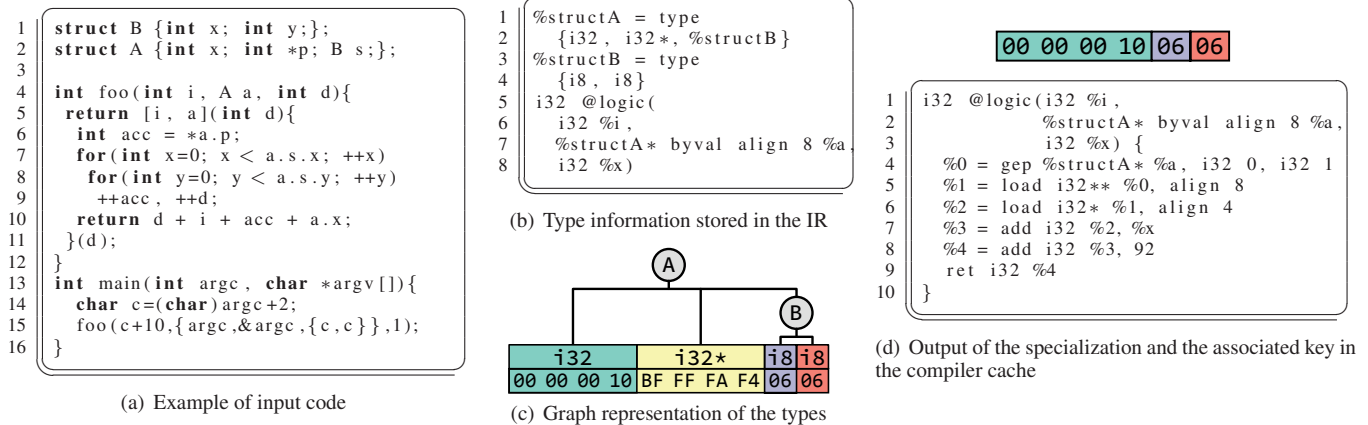 1 struct B {int x; int y;};
2 struct A {int x; int *p; B s;};
3
4 int foo(int i, A a, int d){
5 return [i, a](int d){
6 int acc = *a.p;
7 for(int x=0; x < a.s.x; ++x)
8 for(int y=0; y < a.s.y; ++y)
9 ++acc, ++d;
10 return d + i + acc + a.x;
11 }(d);
12 }
13 int main(int argc, char *argv[]){
14 char c=(char)argc+2;
15 foo(c+10,{argc,&argc,{c,c}},1);
16 }
(a) Example of input code
1 %structA = type
2 {i32, i32*, %structB}
3 %structB = type
4 {i8, i8}
5 i32 @logic(
6 i32 %i,
7 %structA* byval align 8 %a,
8 i32 %x)
(b) Type information stored in the IR
A
B
i32 i32* i8 i8
00 00 00 10 BF FF FA F4 06 06
(c) Graph representation of the types
00 00 00 10 06 06
1 i32 @logic(i32 %i,
2 %structA* byval align 8 %a,
3 i32 %x) {
4 %0 = gep %structA* %a, i32 0, i32 1
5 %1 = load i32** %0, align 8
6 %2 = load i32* %1, align 4
7 %3 = add i32 %2, %x
8 %4 = add i32 %3, 92
9 ret i32 %4
10 }
(d) Output of the specialization and the associated key in
the compiler cache